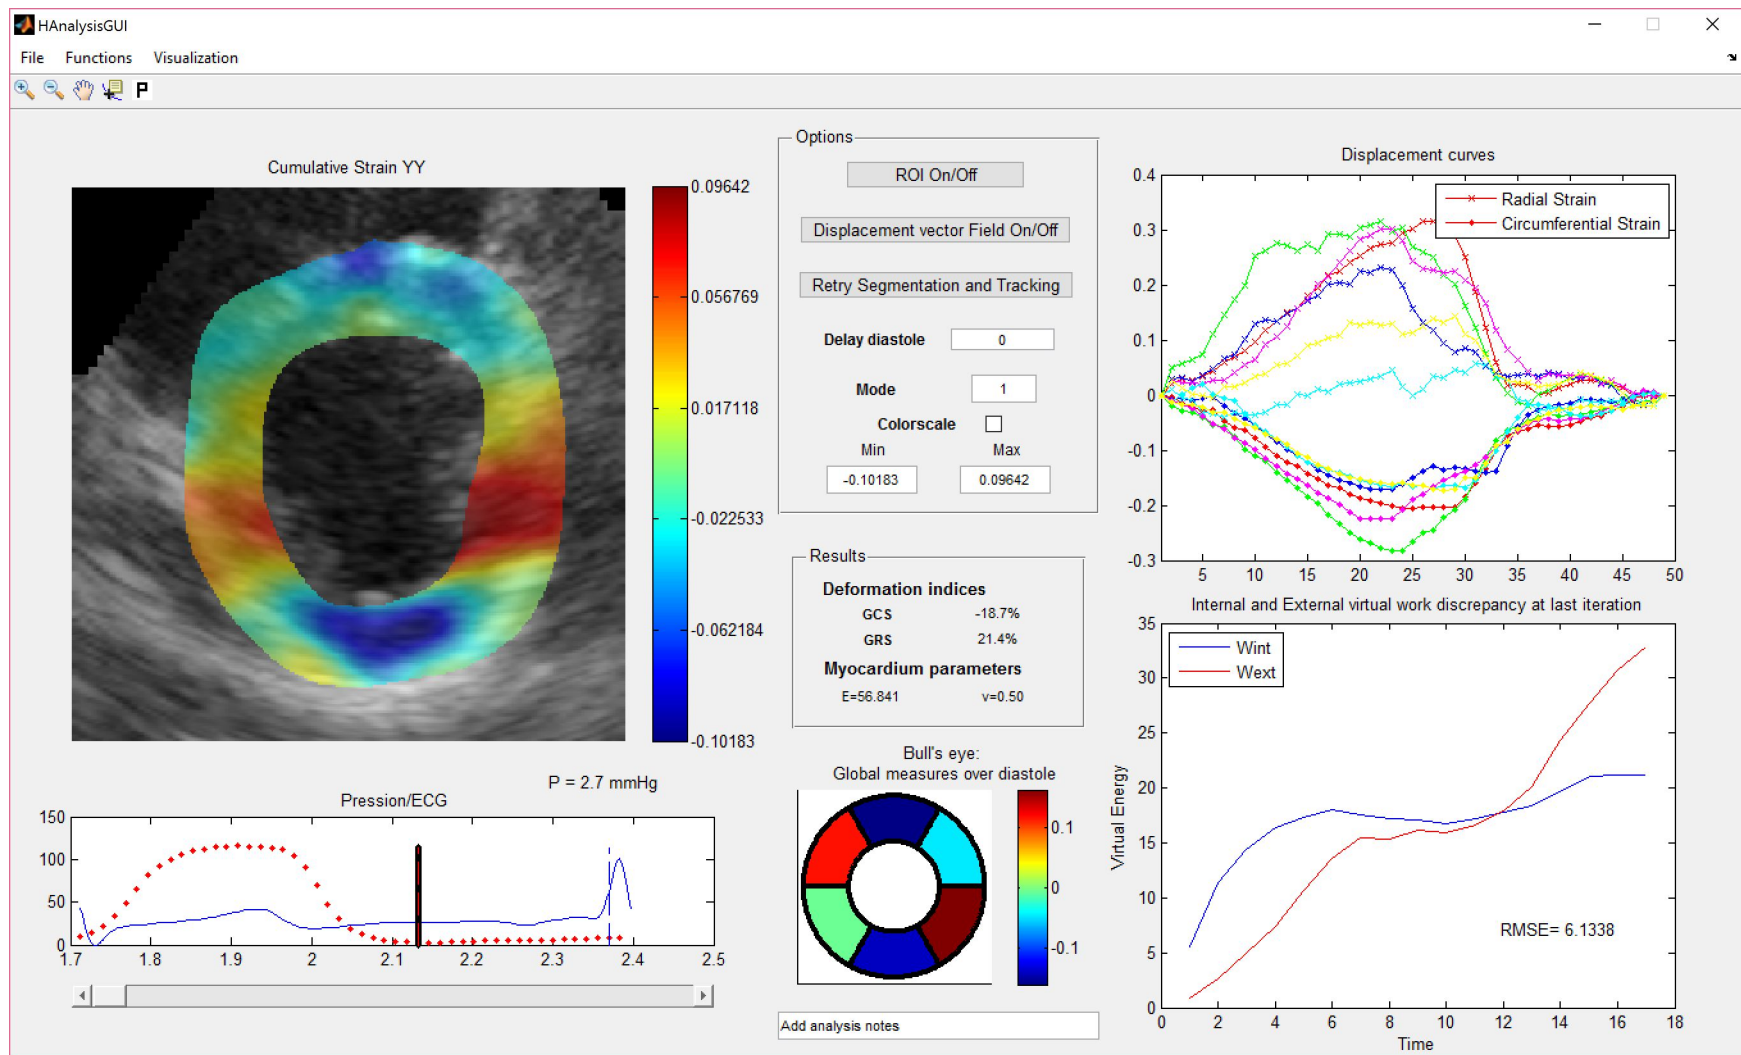 HAnalysisGUI
File Functions Visualization
P
Cumulative Strain YY
0.09642
0.056769
0.017118
-0.022533
-0.062184
-0.10183
P = 2.7 mmHg
Pression/ECG
150
100
50
0
1.7 1.8 1.9 2 2.1 2.2 2.3 2.4 2.5
Options
ROI On/Off
Displacement vector Field On/Off
Retry Segmentation and Tracking
Delay diastole 0
Mode 1
Colorscale
Min Max
-0.10183 0.09642
Results
Deformation indices
GCS -18.7%
GRS 21.4%
Myocardium parameters
E=56.841 v=0.50
Bull's eye:
Global measures over diastole
0.1
0
-0.1
Add analysis notes
Displacement curves
Radial Strain
Circumferential Strain
0.4
0.3
0.2
0.1
0
-0.1
-0.2
-0.3
5 10 15 20 25 30 35 40 45 50
Internal and External virtual work discrepancy at last iteration
Wint
Wext
35
30
25
20
15
10
5
0
Virtual Energy
RMSE= 6.1338
0 2 4 6 8 10 12 14 16 18
Time